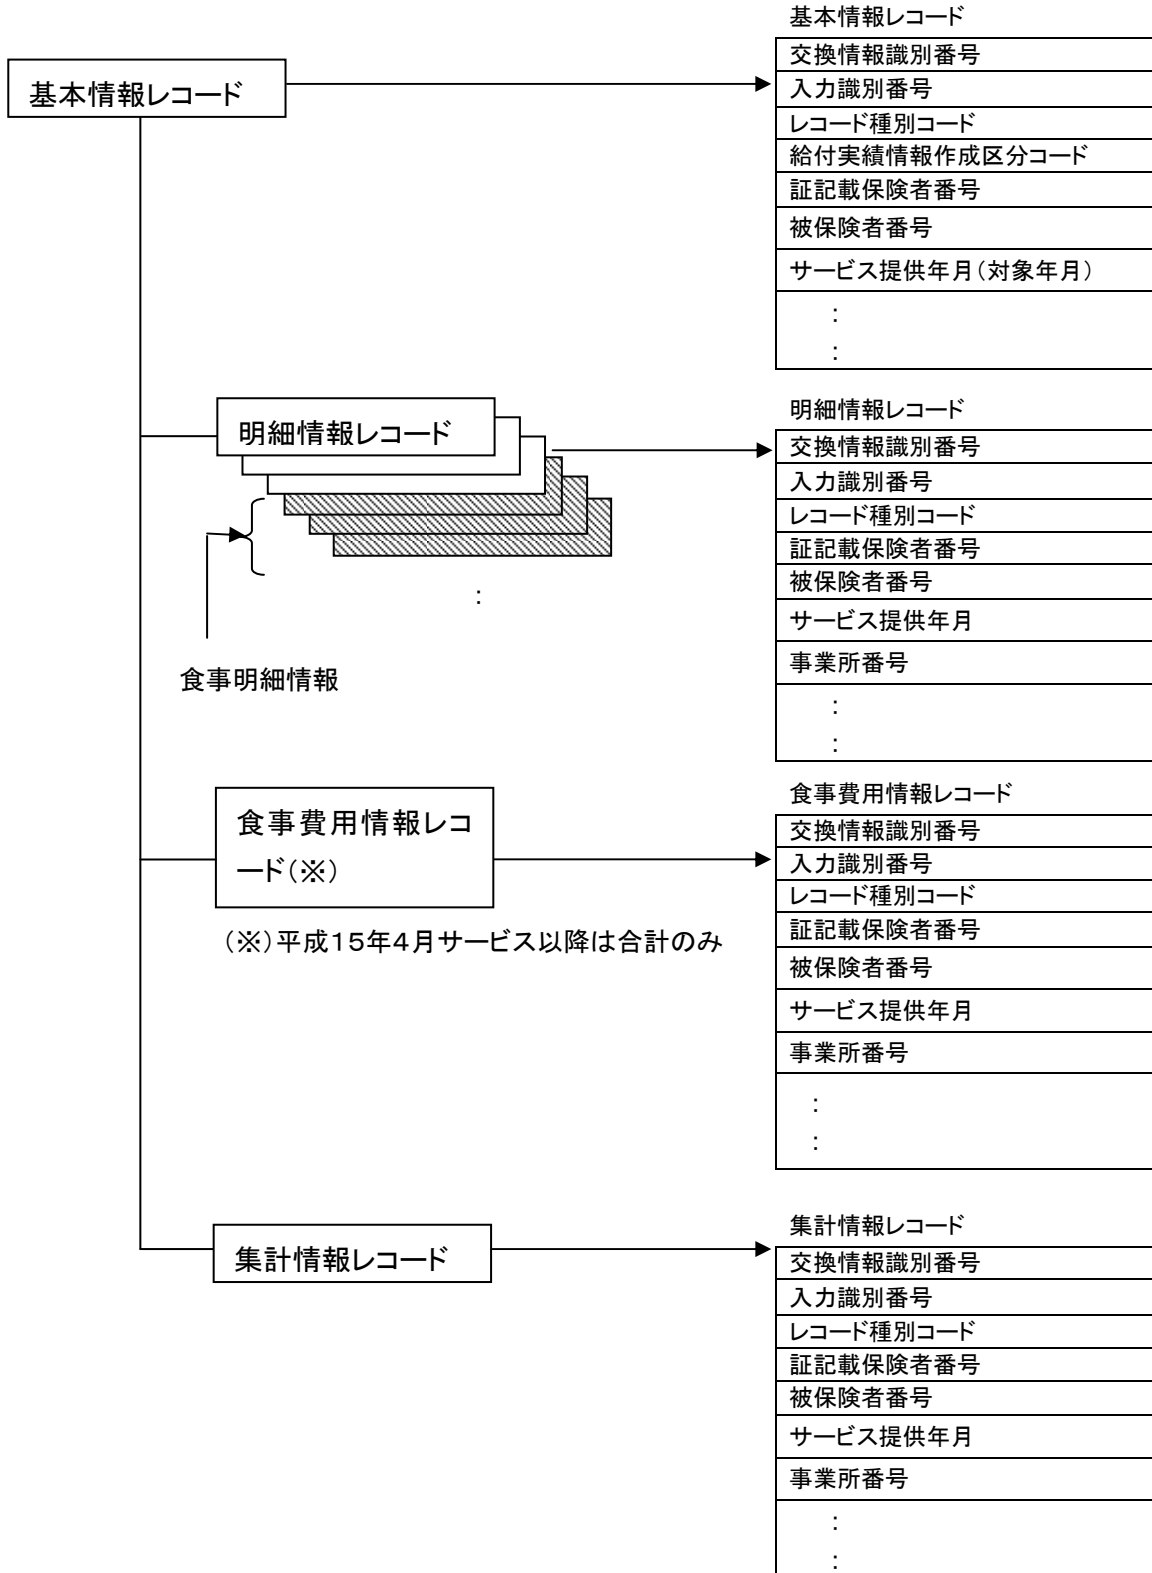 基本情報レコード
基本情報レコード
交換情報識別番号
入力識別番号
レコード種別コード
給付実績情報作成区分コード
証記載保険者番号
被保険者番号
サービス提供年月(対象年月)
:
:
明細情報レコード
:
食事明細情報
明細情報レコード
交換情報識別番号
入力識別番号
レコード種別コード
証記載保険者番号
被保険者番号
サービス提供年月
事業所番号
:
:
食事費用情報レコ
ード(※)
(※)平成15年4月サービス以降は合計のみ
食事費用情報レコード
交換情報識別番号
入力識別番号
レコード種別コード
証記載保険者番号
被保険者番号
サービス提供年月
事業所番号
:
:
集計情報レコード
集計情報レコード
交換情報識別番号
入力識別番号
レコード種別コード
証記載保険者番号
被保険者番号
サービス提供年月
事業所番号
:
: